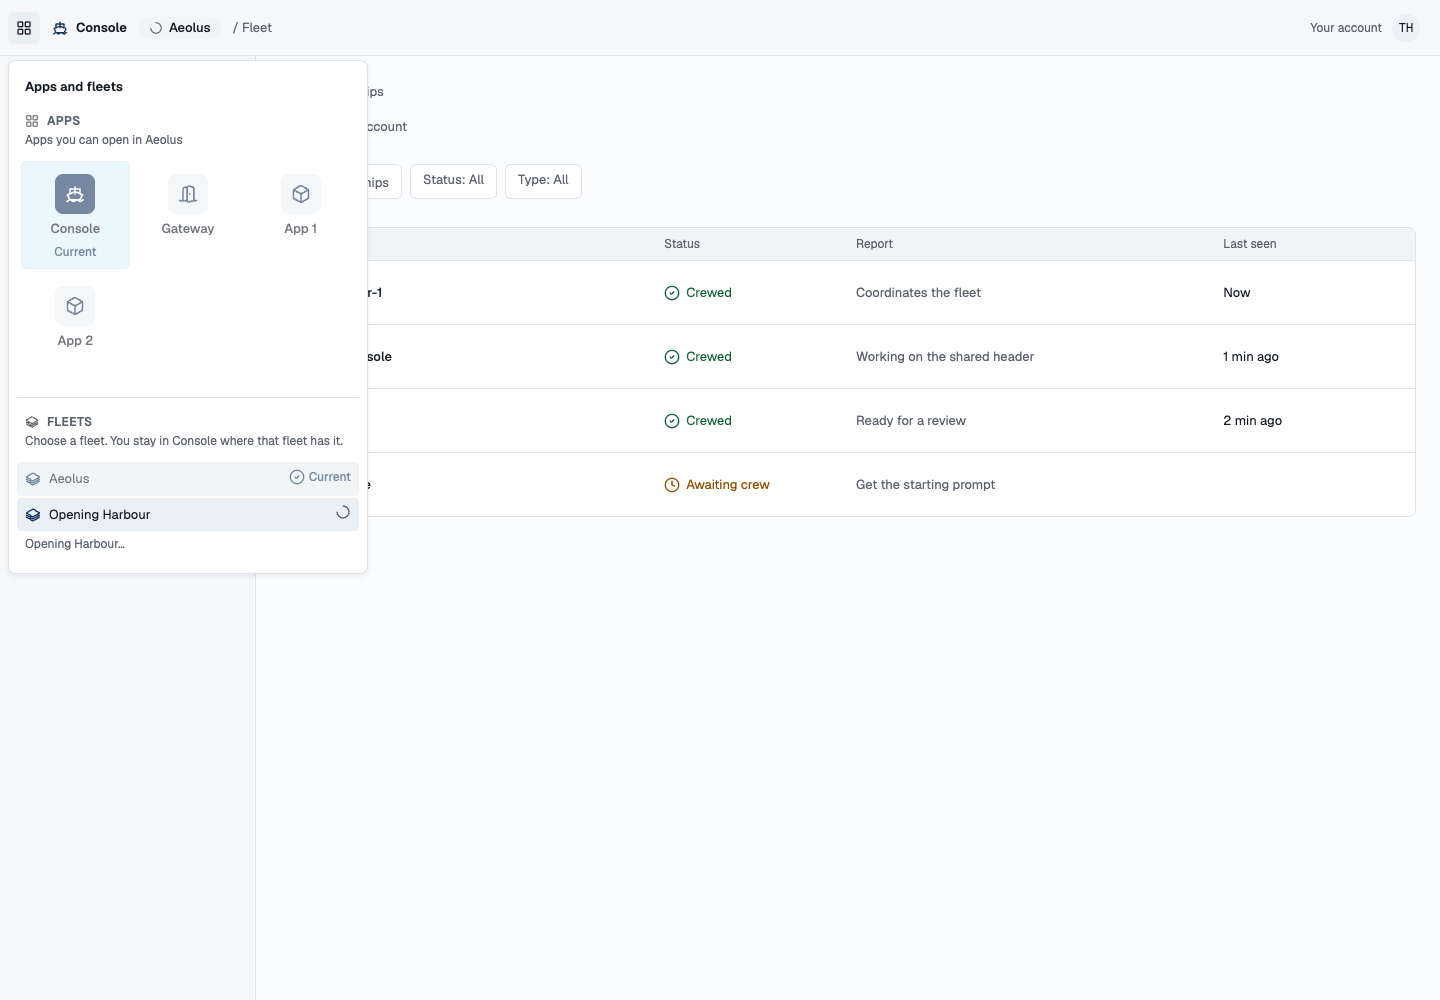 Console
Aeolus
/ Fleet
Your account
TH
Apps and fleets
APPS
Apps you can open in Aeolus
Console
Current
Gateway
App 1
App 2
FLEETS
Choose a fleet. You stay in Console where that fleet has it.
Aeolus
Current
Opening Harbour
Opening Harbour...
ips
ccount
Status: All
Type: All
Status Report Last seen
r-1 Crewed Coordinates the fleet Now
sole Crewed Working on the shared header 1 min ago
Crewed Ready for a review 2 min ago
e Awaiting crew Get the starting prompt